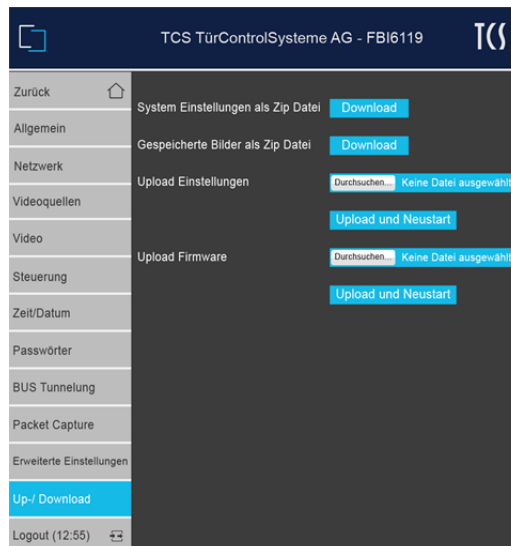 TCS TürControlSysteme AG - FBI6119
TCS
Zurück
Allgemein
Netzwerk
Videoquellen
Video
Steuerung
Zeit/Datum
Passwörter
BUS Tunnelung
Packet Capture
Erweiterte Einstellungen
Up-/ Download
Logout (12:55)
System Einstellungen als Zip Datei Download
Gespeicherte Bilder als Zip Datei Download
Upload Einstellungen Durchsuchen... Keine Datei ausgewählt
Upload und Neustart
Upload Firmware Durchsuchen... Keine Datei ausgewählt
Upload und Neustart